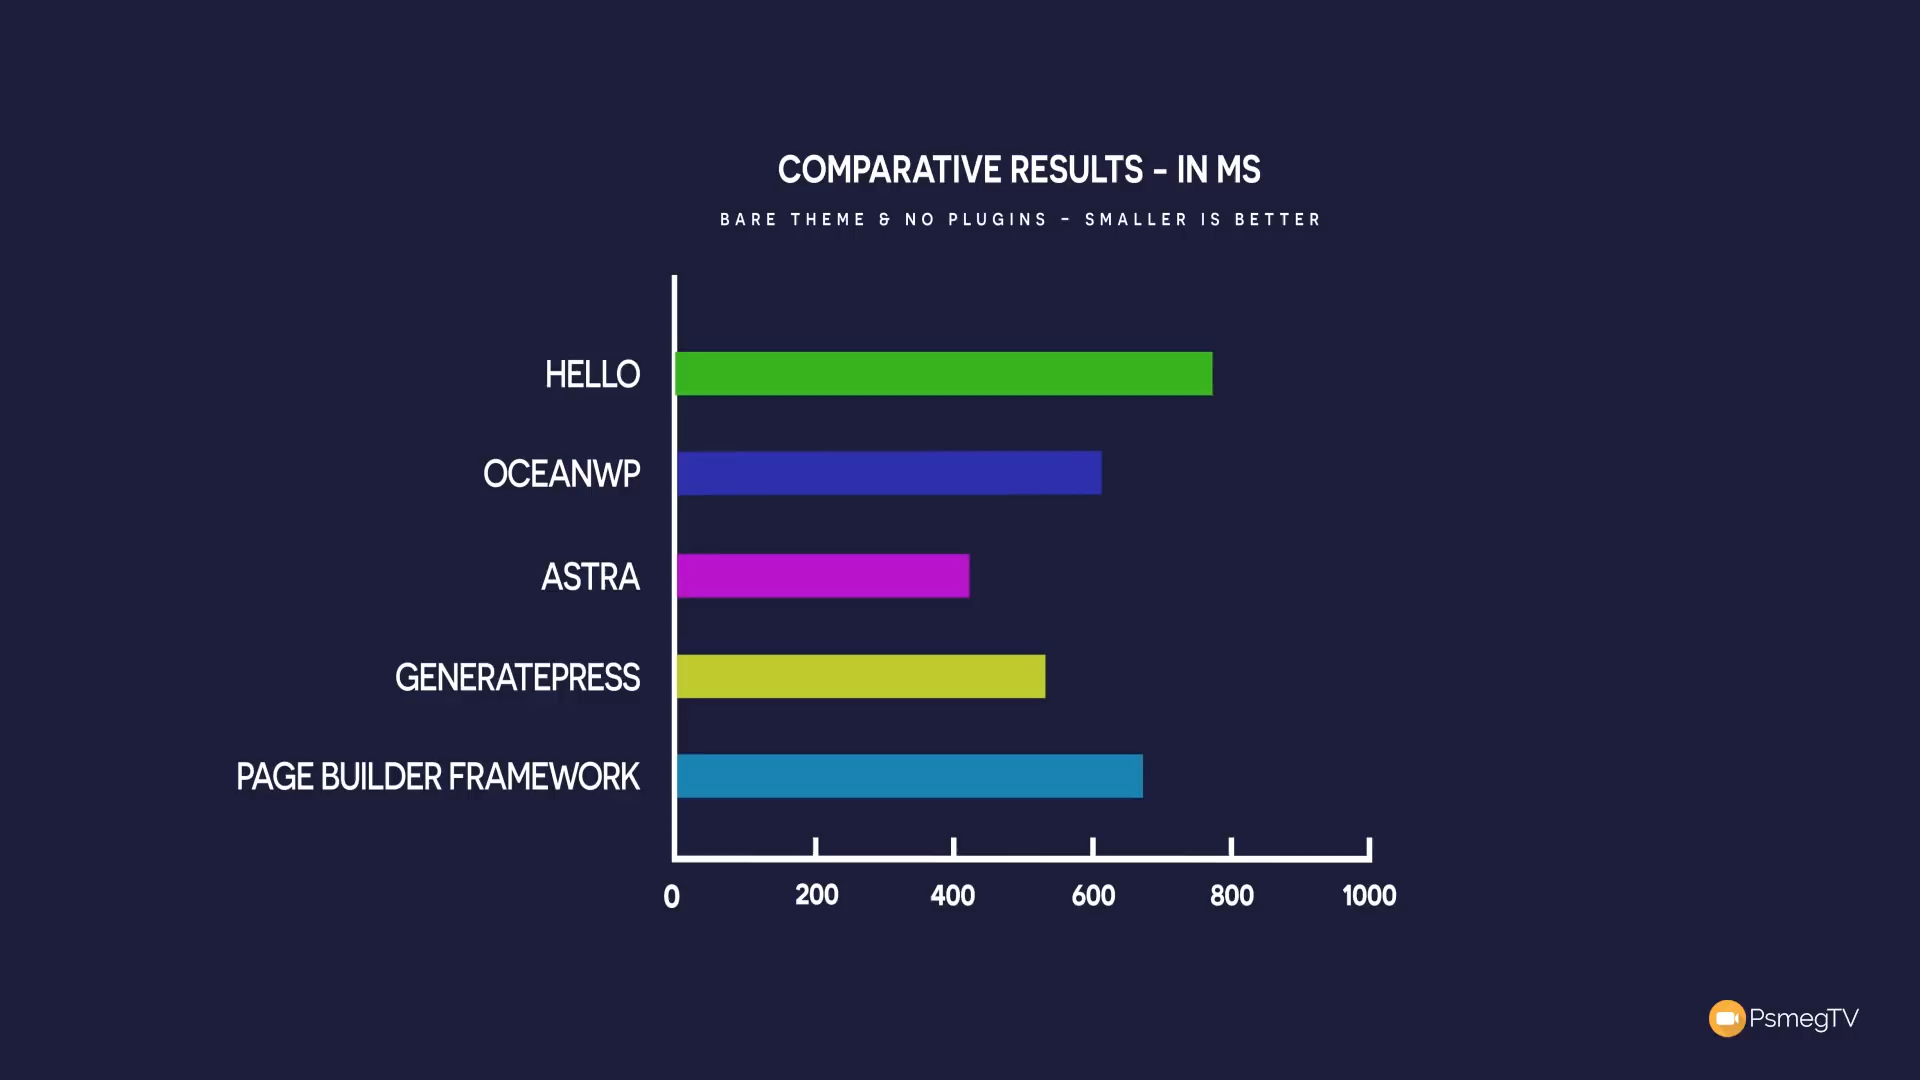 COMPARATIVE RESULTS - IN MS
BARE THEME & NO PLUGINS - SMALLER IS BETTER
HELLO
OCEANWP
ASTRA
GENERATEPRESS
PAGE BUILDER FRAMEWORK
0 200 400 600 800 1000
PsmegTV